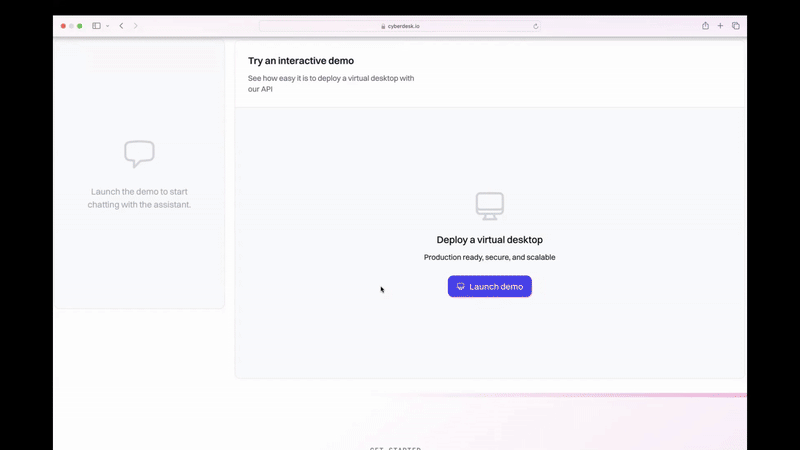 cyberdesk.io
Try an interactive demo
See how easy it is to deploy a virtual desktop with
our API
Launch the demo to start
chatting with the assistant.
Deploy a virtual desktop
Production ready, secure, and scalable
Launch demo
GET STARTED